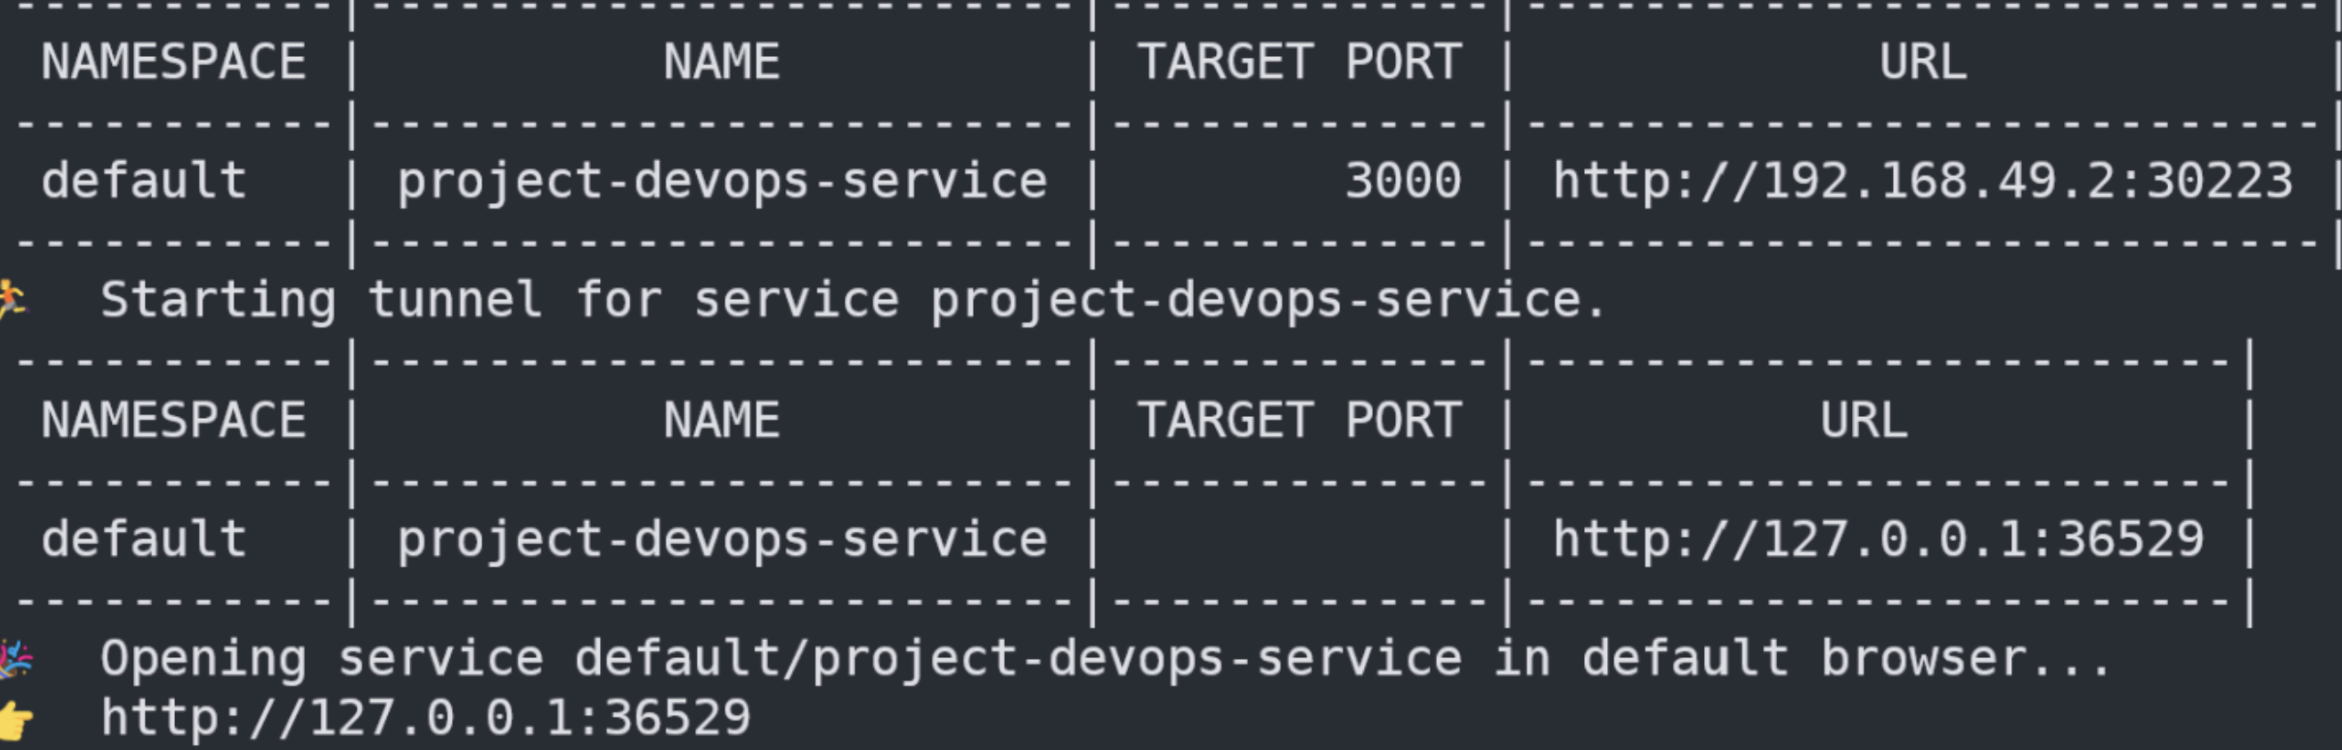 -----------|------------------------|-------------|---------------------------|
NAMESPACE | NAME | TARGET PORT | URL |
-----------|------------------------|-------------|---------------------------|
default | project-devops-service | 3000 | http://192.168.49.2:30223 |
-----------|------------------------|-------------|---------------------------|
🏃 Starting tunnel for service project-devops-service.
-----------|------------------------|-------------|------------------------|
NAMESPACE | NAME | TARGET PORT | URL |
-----------|------------------------|-------------|------------------------|
default | project-devops-service | | http://127.0.0.1:36529 |
-----------|------------------------|-------------|------------------------|
🎉 Opening service default/project-devops-service in default browser...
👉 http://127.0.0.1:36529